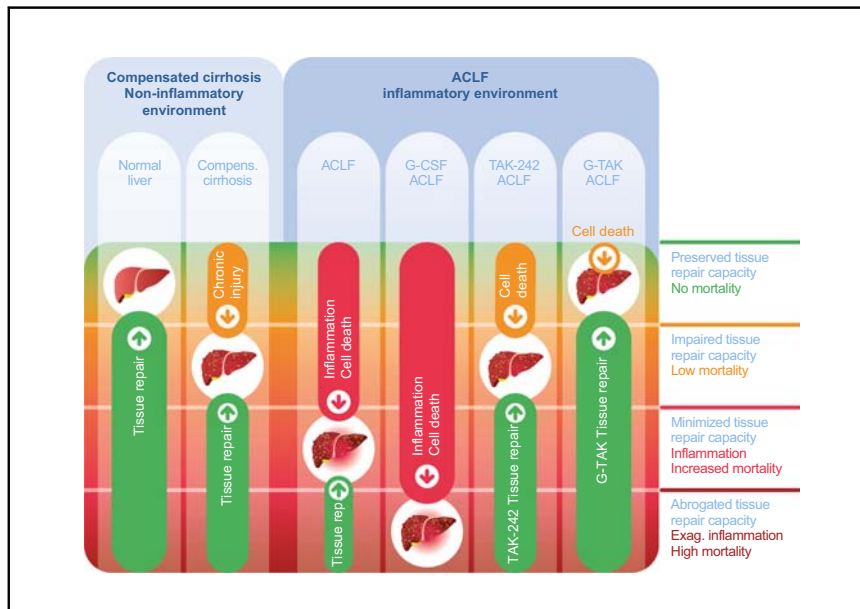 Compensated cirrhosis
Non-inflammatory
environment
ACLF
inflammatory environment
Normal
liver
Compens.
cirrhosis
ACLF
G-CSF
ACLF
TAK-242
ACLF
G-TAK
ACLF
Tissue repair
Chronic
injury
Tissue repair
Inflammation
Cell death
Tissue rep
Inflammation
Cell death
Cell
death
TAK-242 Tissue repair
Cell death
G-TAK Tissue repair
Preserved tissue
repair capacity
No mortality
Impaired tissue
repair capacity
Low mortality
Minimized tissue
repair capacity
Inflammation
Increased mortality
Abrogated tissue
repair capacity
Exag. inflammation
High mortality